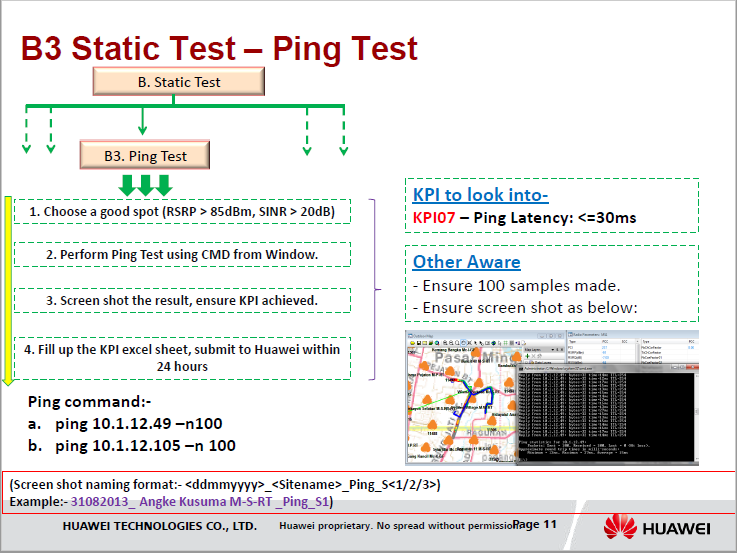 B3 Static Test – Ping Test
B. Static Test
B3. Ping Test
1. Choose a good spot (RSRP > 85dBm, SINR > 20dB)
2. Perform Ping Test using CMD from Window.
3. Screen shot the result, ensure KPI achieved.
4. Fill up the KPI excel sheet, submit to Huawei within
24 hours
KPI to look into-
KPI07 – Ping Latency: <=30ms
Other Aware
- Ensure 100 samples made.
- Ensure screen shot as below:
Ping command:-
a. ping 10.1.12.49 –n100
b. ping 10.1.12.105 –n 100
(Screen shot naming format:- <ddmmyyyy>_<Sitename>_Ping_S<1/2/3>)
Example:- 31082013_ Angke Kusuma M-S-RT _Ping_S1)
HUAWEI TECHNOLOGIES CO., LTD.
Huawei proprietary. No spread without permission
Page 11
HUAWEI